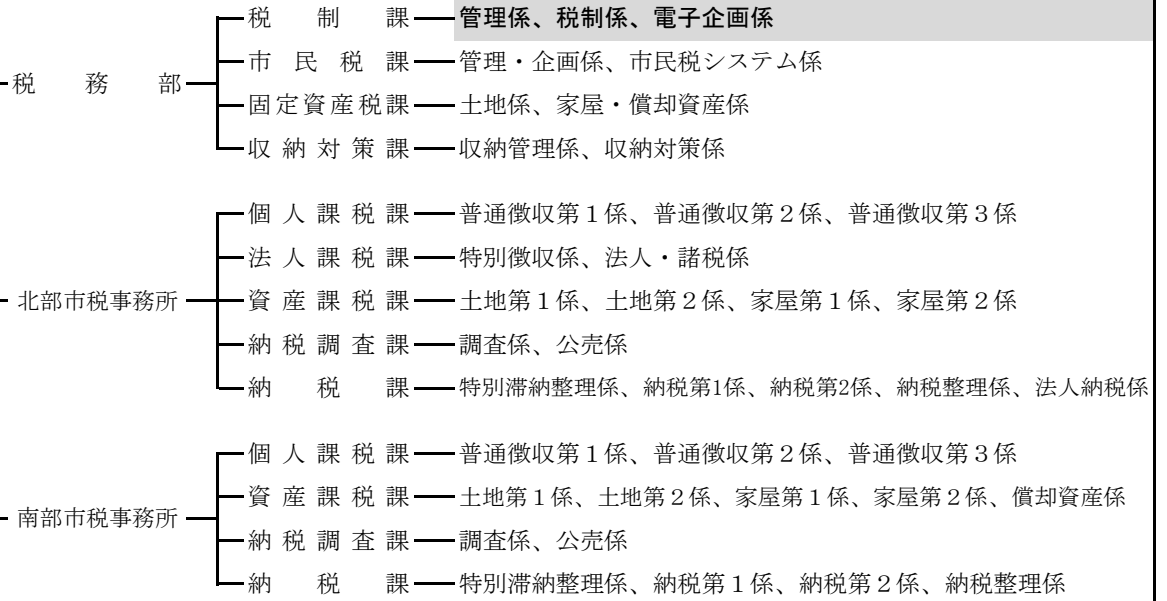 税制課 管理係、税制係、電子企画係
市民税課 管理・企画係、市民税システム係
税務部
固定資産税課 土地係、家屋・償却資産係
収納対策課 収納管理係、収納対策係
個人課税課 普通徴収第１係、普通徴収第２係、普通徴収第３係
法人課税課 特別徴収係、法人・諸税係
北部市税事務所 資産課税課 土地第１係、土地第２係、家屋第１係、家屋第２係
納税調査課 調査係、公売係
納税課 特別滞納整理係、納税第1係、納税第2係、納税整理係、法人納税係
個人課税課 普通徴収第１係、普通徴収第２係、普通徴収第３係
資産課税課 土地第１係、土地第２係、家屋第１係、家屋第２係、償却資産係
南部市税事務所
納税調査課 調査係、公売係
納税課 特別滞納整理係、納税第１係、納税第２係、納税整理係